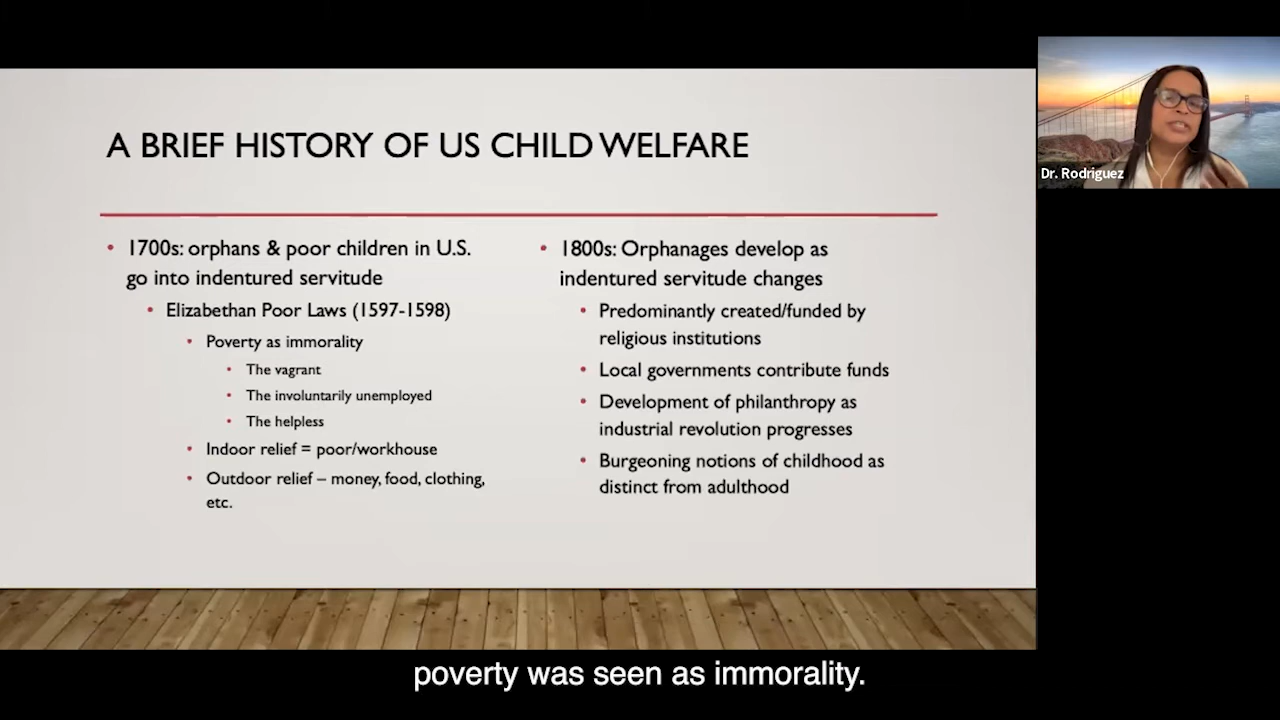 A BRIEF HISTORY OF US CHILD WELFARE
• 1700s: orphans & poor children in U.S.
go into indentured servitude
• Elizabethan Poor Laws (1597-1598)
• Poverty as immorality
• The vagrant
• The involuntarily unemployed
• The helpless
• Indoor relief = poor/workhouse
• Outdoor relief – money, food, clothing,
etc.
• 1800s: Orphanages develop as
indentured servitude changes
• Predominantly created/funded by
religious institutions
• Local governments contribute funds
• Development of philanthropy as
industrial revolution progresses
• Burgeoning notions of childhood as
distinct from adulthood
Dr. Rodriguez
poverty was seen as immorality.